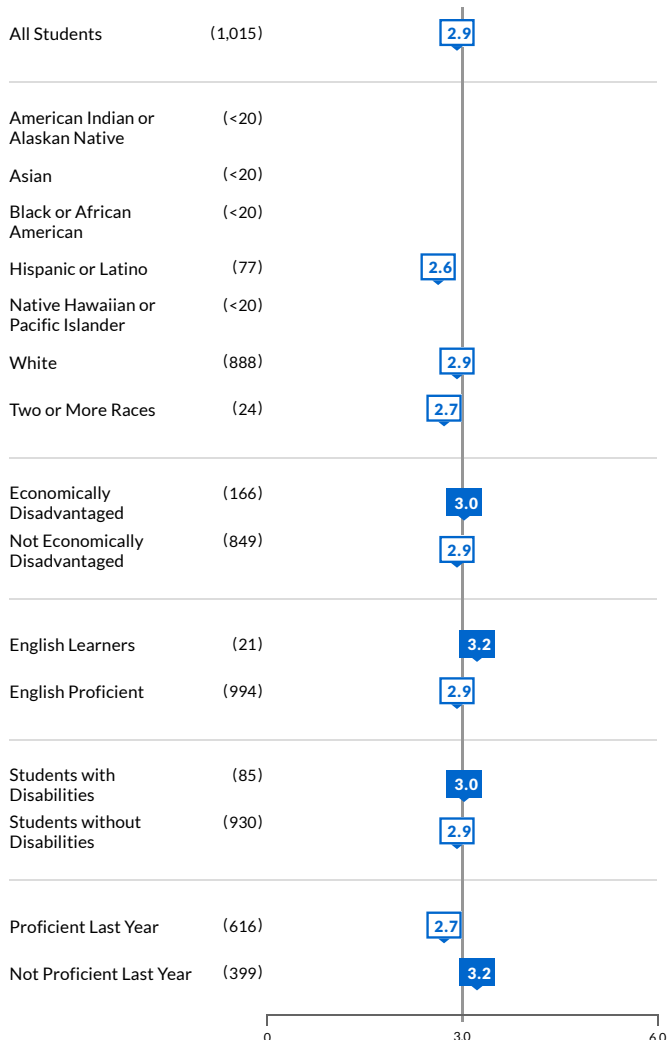 All Students (1,015) 2.9
American Indian or (<20)
Alaskan Native
Asian (<20)
Black or African (<20)
American
Hispanic or Latino (77) 2.6
Native Hawaiian or (<20)
Pacific Islander
White (888) 2.9
Two or More Races (24) 2.7
Economically (166) 3.0
Disadvantaged
Not Economically (849) 2.9
Disadvantaged
English Learners (21) 3.2
English Proficient (994) 2.9
Students with (85) 3.0
Disabilities
Students without (930) 2.9
Disabilities
Proficient Last Year (616) 2.7
Not Proficient Last Year (399) 3.2
0 3.0 6.0